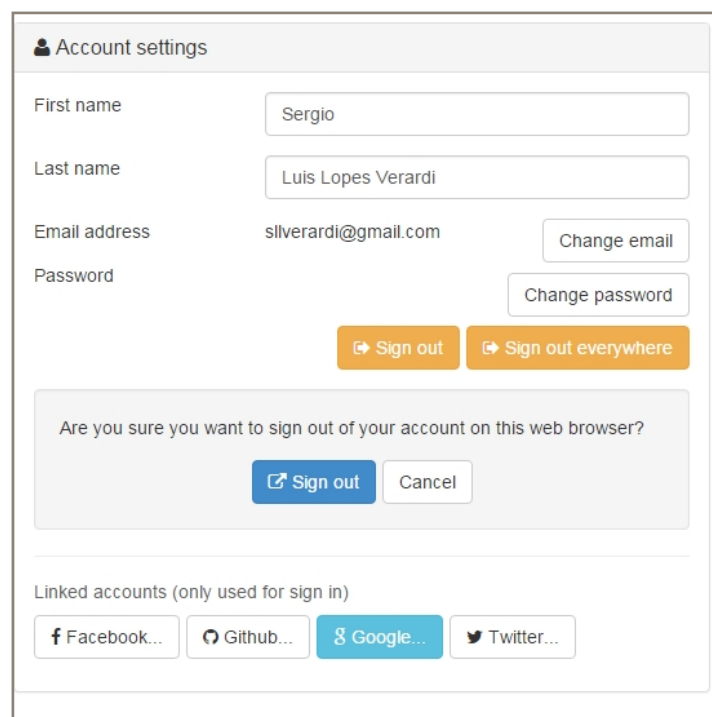 Account settings
First name
Sergio
Last name
Luis Lopes Verardi
Email address sllverardi@gmail.com Change email
Password
Change password
Sign out Sign out everywhere
Are you sure you want to sign out of your account on this web browser?
Sign out Cancel
Linked accounts (only used for sign in)
Facebook... Github... Google... Twitter...